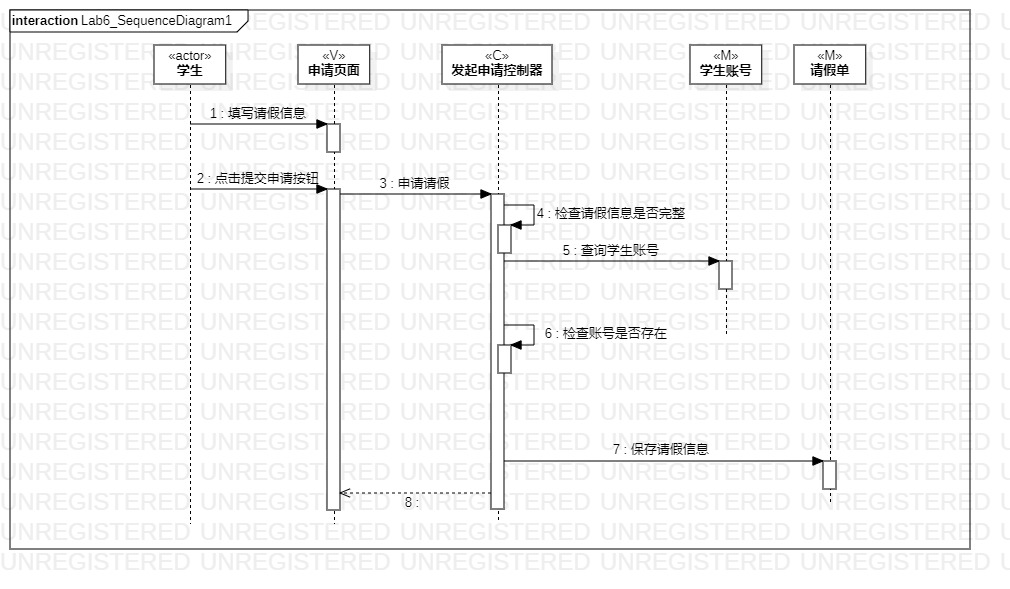 interaction Lab6_SequenceDiagram1
«actor»
学生
«V»
申请页面
«C»
发起申请控制器
«M»
学生账号
«M»
请假单
1 : 填写请假信息
2 : 点击提交申请按钮
3 : 申请请假
4 : 检查请假信息是否完整
5 : 查询学生账号
6 : 检查账号是否存在
7 : 保存请假信息
8 :
UNREGISTERED